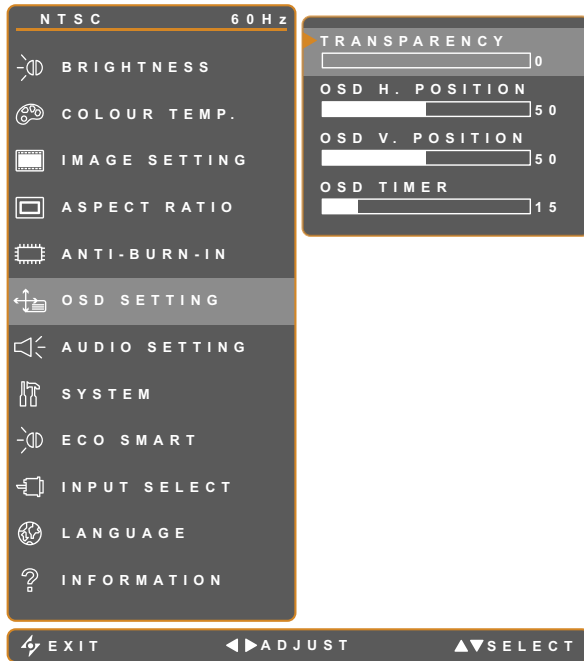 NTSC 60Hz
BRIGHTNESS
COLOUR TEMP.
IMAGE SETTING
ASPECT RATIO
ANTI-BURN-IN
OSD SETTING
AUDIO SETTING
SYSTEM
ECO SMART
INPUT SELECT
LANGUAGE
INFORMATION
TRANSPARENCY
0
OSD H. POSITION
50
OSD V. POSITION
50
OSD TIMER
15
EXIT ADJUST SELECT